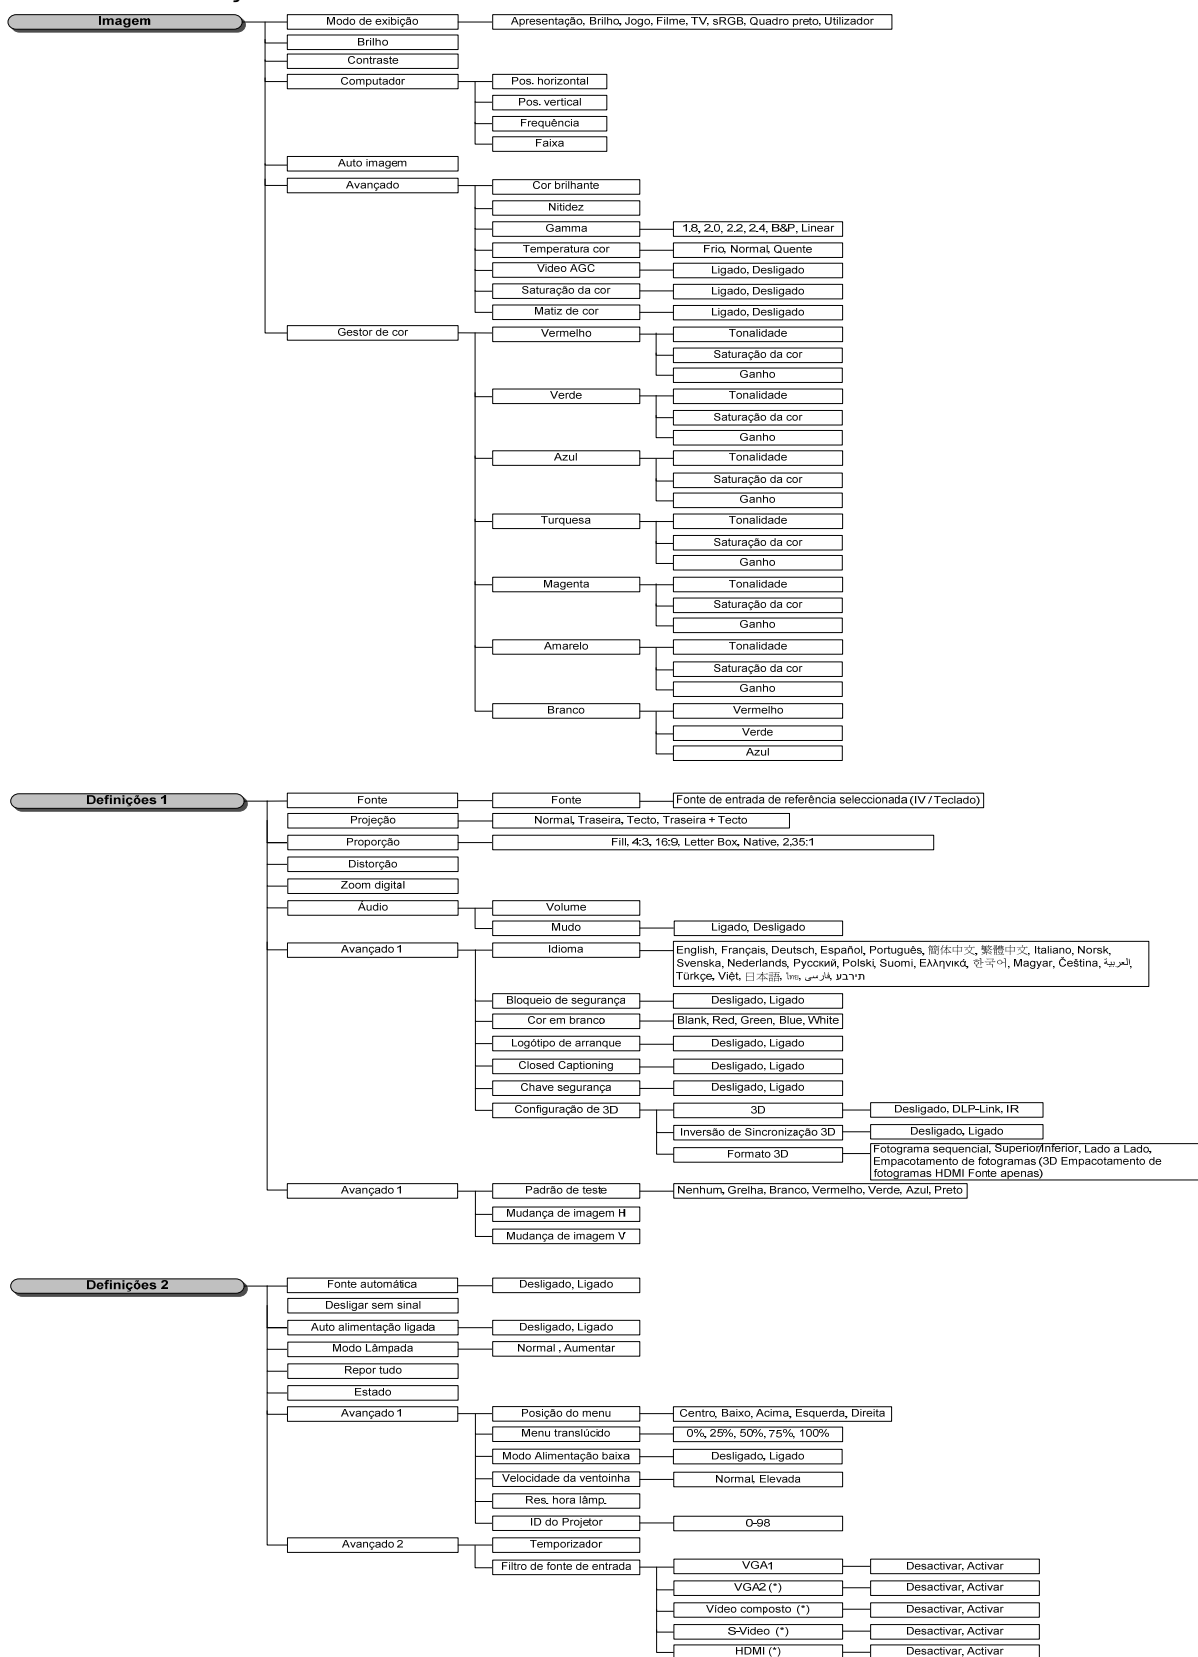 Imagem
Modo de exibição
Apresentação, Brilho, Jogo, Filme, TV, sRGB, Quadro preto, Utilizador
Brilho
Contraste
Computador
Pos. horizontal
Pos. vertical
Frequência
Faixa
Auto imagem
Avançado
Cor brilhante
Nitidez
Gamma
1.8, 2.0, 2.2, 2.4, B&P, Linear
Temperatura cor
Frio, Normal, Quente
Video AGC
Ligado, Desligado
Saturação da cor
Ligado, Desligado
Matiz de cor
Ligado, Desligado
Gestor de cor
Vermelho
Tonalidade
Saturação da cor
Ganho
Verde
Tonalidade
Saturação da cor
Ganho
Azul
Tonalidade
Saturação da cor
Ganho
Turquesa
Tonalidade
Saturação da cor
Ganho
Magenta
Tonalidade
Saturação da cor
Ganho
Amarelo
Tonalidade
Saturação da cor
Ganho
Branco
Vermelho
Verde
Azul
Definições 1
Fonte
Fonte
Fonte de entrada de referência seleccionada (IV / Teclado)
Projeção
Normal, Traseira, Tecto, Traseira + Tecto
Proporção
Fill, 4:3, 16:9, Letter Box, Native, 2.35:1
Distorção
Zoom digital
Áudio
Volume
Mudo
Ligado, Desligado
Avançado 1
Idioma
English, Français, Deutsch, Español, Português, 簡体中文, 繁體中文, Italiano, Norsk,
Svenska, Nederlands, Русский, Polski, Suomi, Ελληνικά, 한국어, Magyar, Čeština, العربية,
Türkçe, Việt, 日本語, ไทย, فارسی, תירבע
Bloqueio de segurança
Desligado, Ligado
Cor em branco
Blank, Red, Green, Blue, White
Logótipo de arranque
Desligado, Ligado
Closed Captioning
Desligado, Ligado
Chave segurança
Desligado, Ligado
Configuração de 3D
3D
Desligado, DLP-Link, IR
Inversão de Sincronização 3D
Desligado, Ligado
Formato 3D
Fotograma sequencial, Superior/Inferior, Lado a Lado,
Empacotamento de fotogramas (3D Empacotamento de
fotogramas HDMI Fonte apenas)
Avançado 1
Padrão de teste
Nenhum, Grelha, Branco, Vermelho, Verde, Azul, Preto
Mudança de imagem H
Mudança de imagem V
Definições 2
Fonte automática
Desligado, Ligado
Desligar sem sinal
Auto alimentação ligada
Desligado, Ligado
Modo Lâmpada
Normal , Aumentar
Repor tudo
Estado
Avançado 1
Posição do menu
Centro, Baixo, Acima, Esquerda, Direita
Menu translúcido
0%, 25%, 50%, 75%, 100%
Modo Alimentação baixa
Desligado, Ligado
Velocidade da ventoinha
Normal, Elevada
Res. hora lâmp.
ID do Projetor
0-98
Avançado 2
Temporizador
Filtro de fonte de entrada
VGA1
Desactivar, Activar
VGA2 (*)
Desactivar, Activar
Vídeo composto (*)
Desactivar, Activar
S-Video (*)
Desactivar, Activar
HDMI (*)
Desactivar, Activar